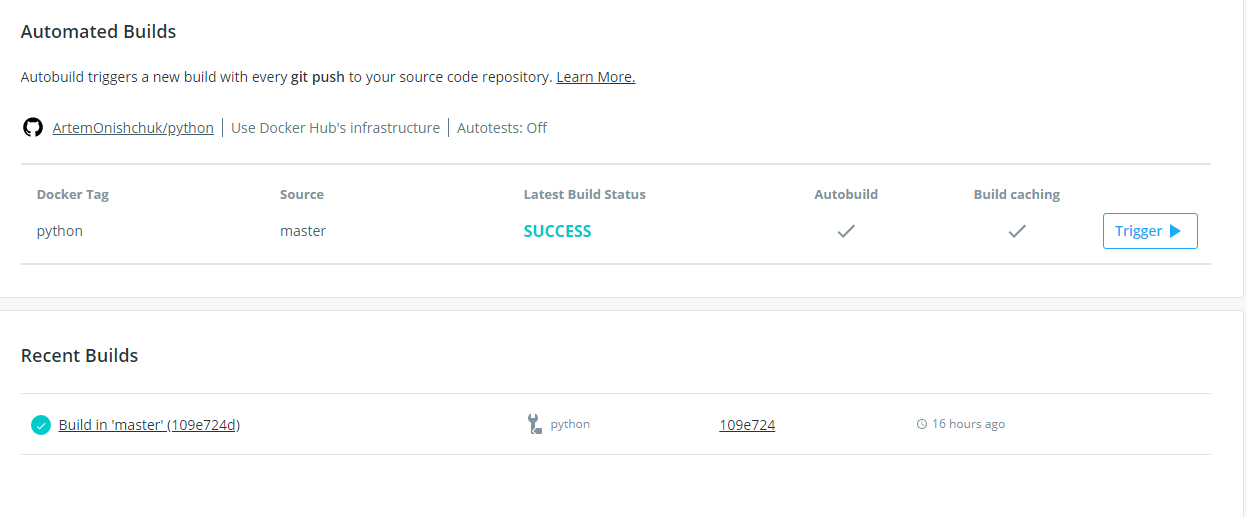 Automated Builds
Autobuild triggers a new build with every git push to your source code repository. Learn More.
ArtemOnishchuk/python Use Docker Hub's infrastructure Autotests: Off
Docker Tag Source Latest Build Status Autobuild Build caching
python master SUCCESS Trigger
Recent Builds
Build in 'master' (109e724d) python 109e724 16 hours ago